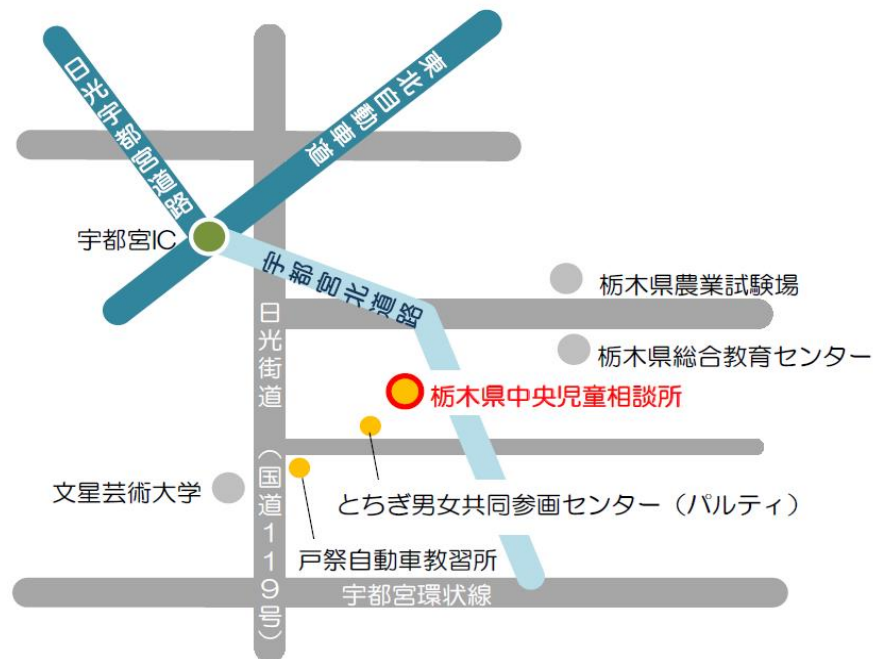 日光宇都宮道路
東北自動車道
宇都宮IC
宇都宮北道路
栃木県農業試験場
日光街道（国道119号）
栃木県総合教育センター
栃木県中央児童相談所
文星芸術大学
とちぎ男女共同参画センター（パルティ）
戸祭自動車教習所
宇都宮環状線